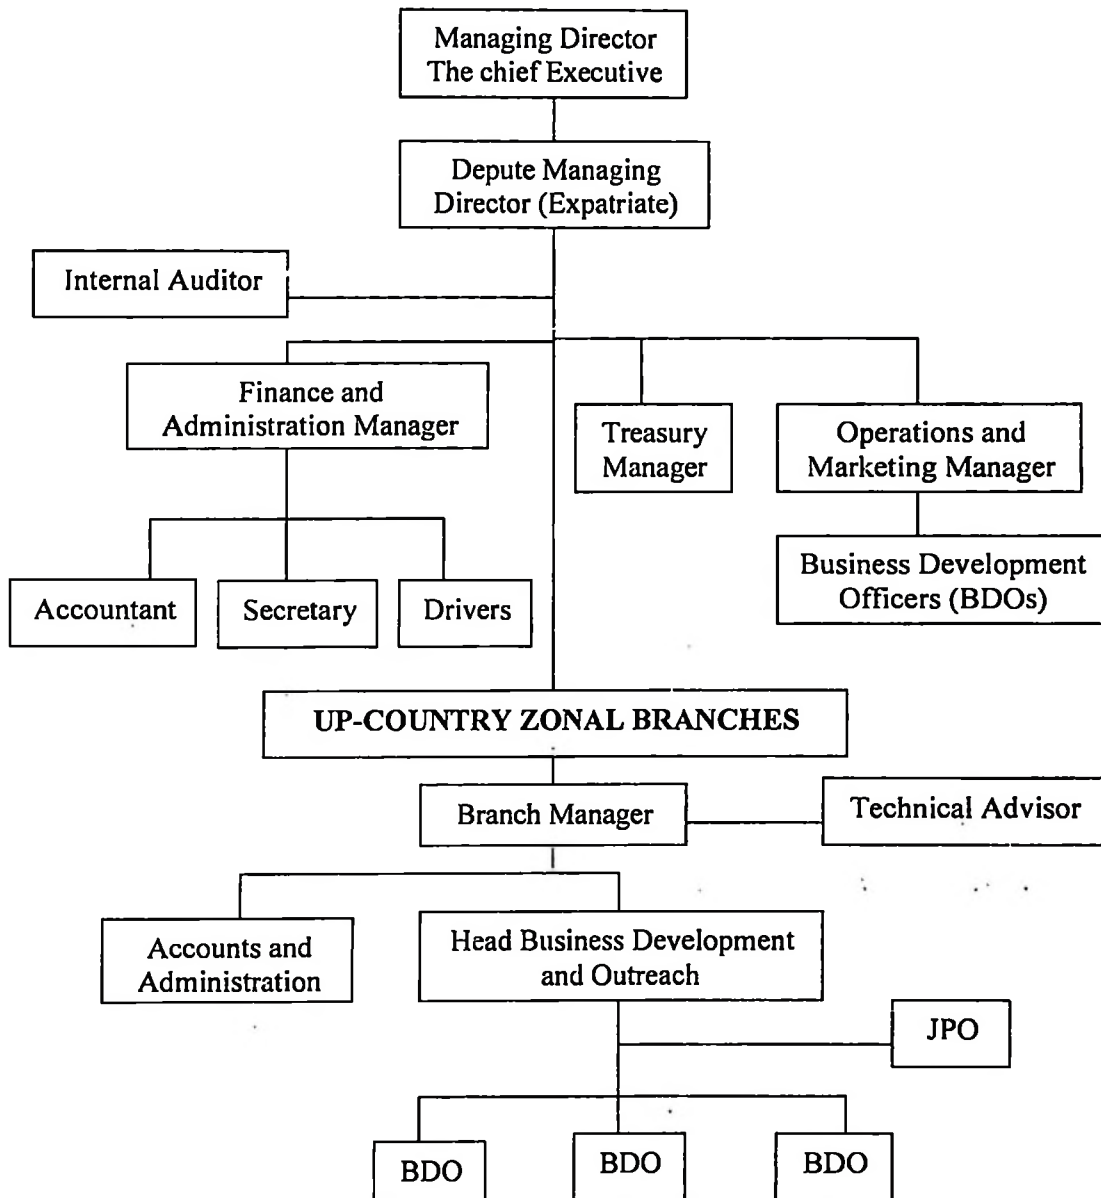 Managing Director
The chief Executive
Depute Managing
Director (Expatriate)
Internal Auditor
Finance and
Administration Manager
Treasury
Manager
Operations and
Marketing Manager
Accountant
Secretary
Drivers
Business Development
Officers (BDOs)
UP-COUNTRY ZONAL BRANCHES
Branch Manager
Technical Advisor
Accounts and
Administration
Head Business Development
and Outreach
JPO
BDO
BDO
BDO